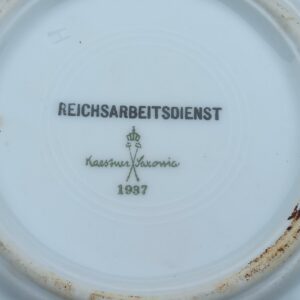 REICHSARBEITSDIENST
Kaestner Saxonia
1937